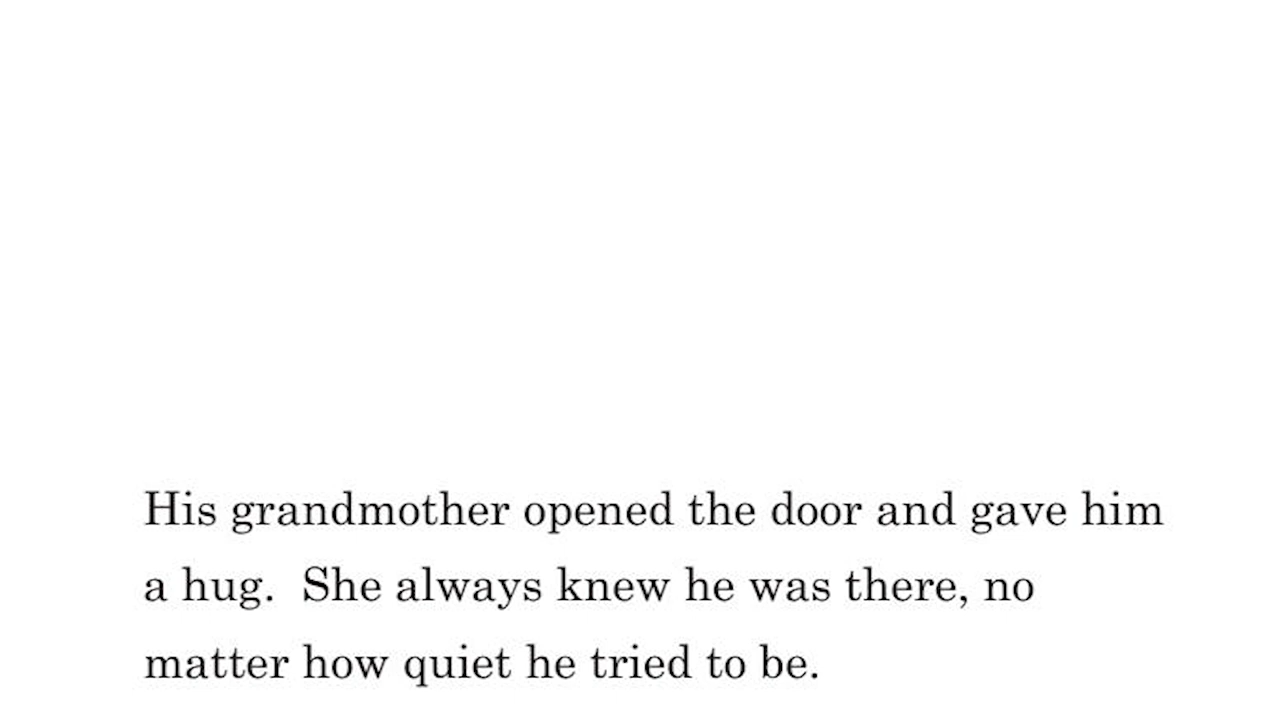 His grandmother opened the door and gave him
a hug.  She always knew he was there, no
matter how quiet he tried to be.